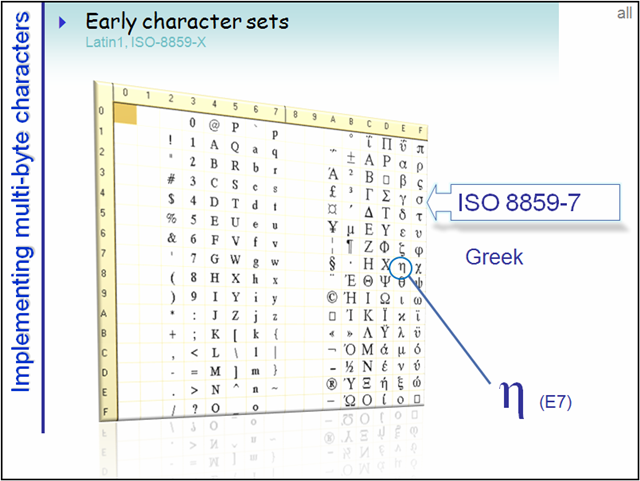 all
Early character sets
Latin1, ISO-8859-X
Implementing multi-byte characters
0 1 2 3 4 5 6 7 8 9 A B C D E F
0 0 @ P ` p ° ΐ Π ΰ π
1 ! 1 A Q a q ± Α Ρ α ρ
2 " 2 B R b r Ά ² Β □ β ς
3 # 3 C S c s £ ³ Γ Σ γ σ
4 $ 4 D T d t ¤ ΄ Δ Τ δ τ
5 % 5 E U e u ¥ μ Ε Υ ε υ
6 & 6 F V f v ¦ ¶ Ζ Φ ζ φ
7 ' 7 G W g w § · Η Χ η χ
8 ( 8 H X h x Έ Θ Ψ θ ψ
9 ) 9 I Y i y © Ή Ι Ω ι ω
A * : J Z j z □ Ί Κ Ϊ κ ϊ
B + ; K [ k { « » Λ Ϋ λ ϋ
C , < L \ l | ¬ Ό Μ ά μ ό
D - = M ] m } - ½ Ν έ ν ύ
E . > N ^ n ~ ® Ύ Ξ ή ξ ώ
F / ? O _ o – Ώ Ο ί ο □
ISO 8859-7
Greek
η (E7)